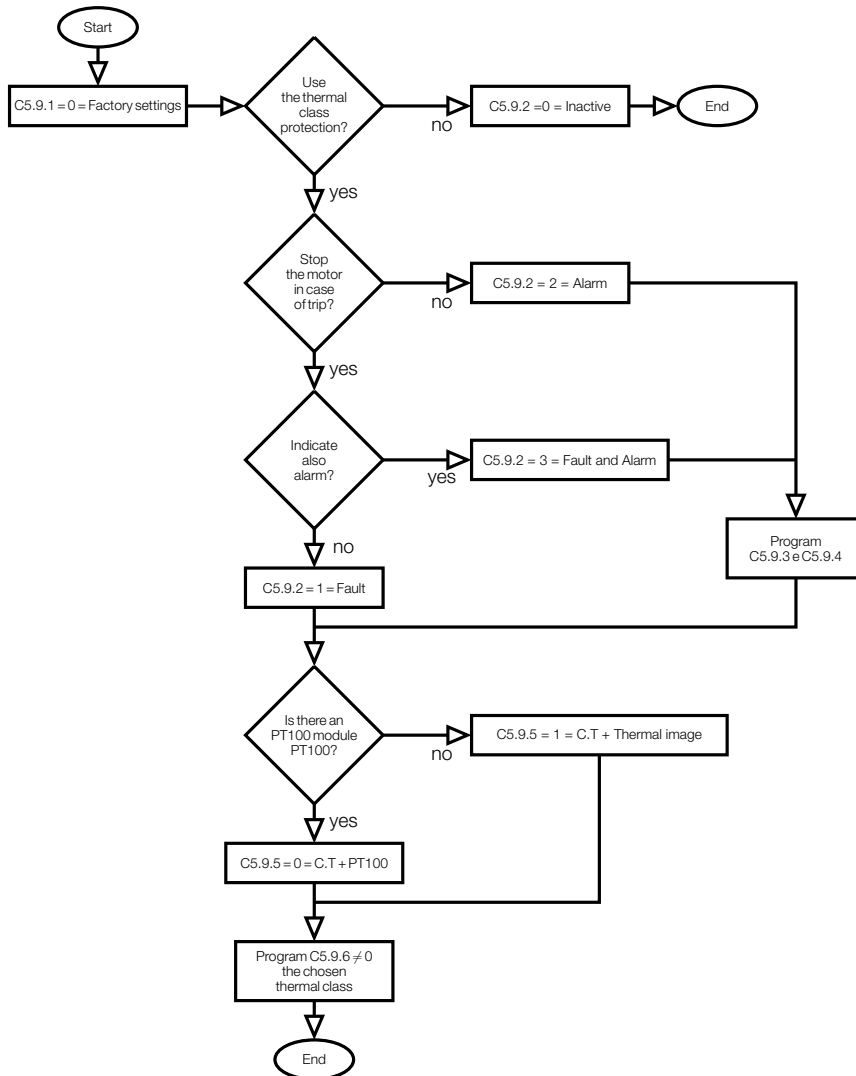 Start
C5.9.1 = 0 = Factory settings
Use
the thermal
class
protection?
no
C5.9.2 =0 = Inactive
End
yes
Stop
the motor
in case
of trip?
no
C5.9.2 = 2 = Alarm
yes
Indicate
also
alarm?
yes
C5.9.2 = 3 = Fault and Alarm
no
Program
C5.9.3 e C5.9.4
C5.9.2 = 1 = Fault
Is there an
PT100 module
PT100?
no
C5.9.5 = 1 = C.T + Thermal image
yes
C5.9.5 = 0 = C.T + PT100
Program C5.9.6 ≠ 0
the chosen
thermal class
End